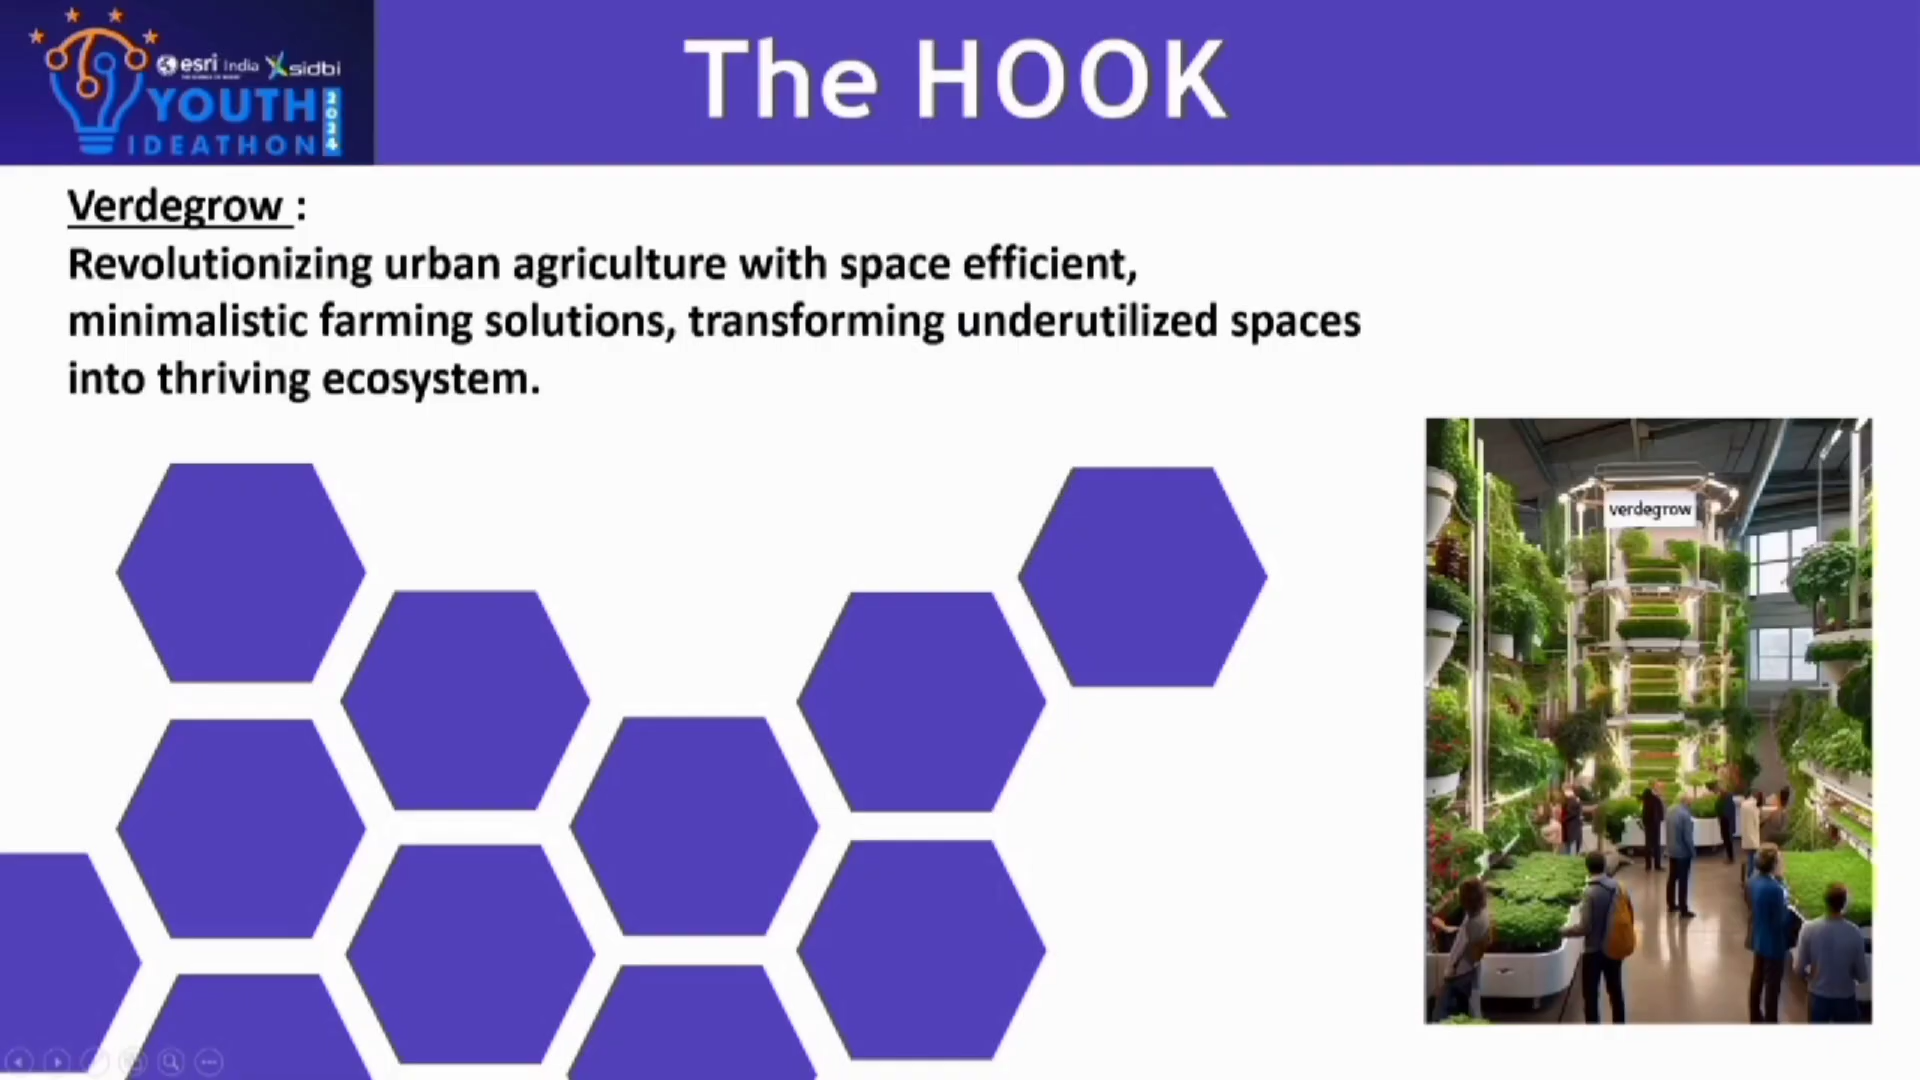 esri India sidbi
YOUTH
IDEATHON
2024
The HOOK
Verdegrow :
Revolutionizing urban agriculture with space efficient,
minimalistic farming solutions, transforming underutilized spaces
into thriving ecosystem.
verdegrow